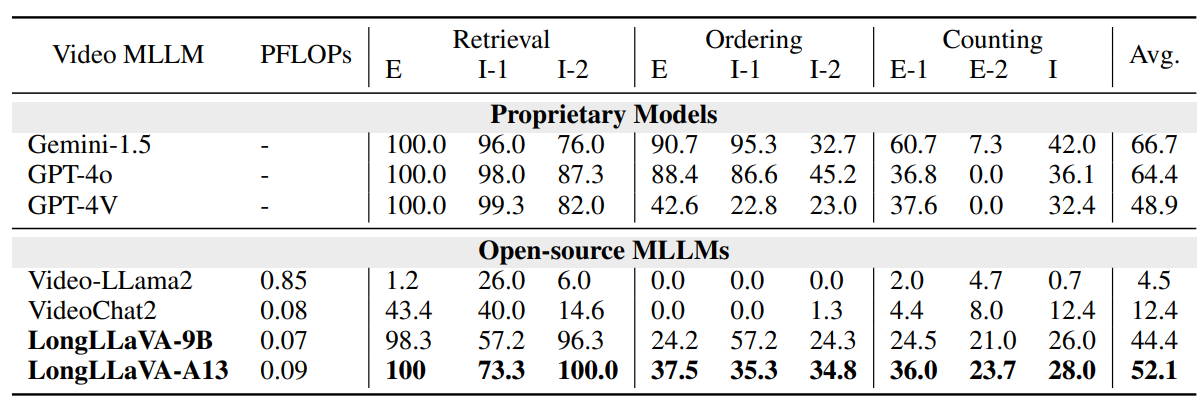 Video MLLM PFLOPs Retrieval Ordering Counting Avg.
E I-1 I-2 E I-1 I-2 E-1 E-2 I
Proprietary Models
Gemini-1.5 - 100.0 96.0 76.0 90.7 95.3 32.7 60.7 7.3 42.0 66.7
GPT-4o - 100.0 98.0 87.3 88.4 86.6 45.2 36.8 0.0 36.1 64.4
GPT-4V - 100.0 99.3 82.0 42.6 22.8 23.0 37.6 0.0 32.4 48.9
Open-source MLLMs
Video-LLama2 0.85 1.2 26.0 6.0 0.0 0.0 0.0 2.0 4.7 0.7 4.5
VideoChat2 0.08 43.4 40.0 14.6 0.0 0.0 1.3 4.4 8.0 12.4 12.4
LongLLaVA-9B 0.07 98.3 57.2 96.3 24.2 57.2 24.3 24.5 21.0 26.0 44.4
LongLLaVA-A13 0.09 100 73.3 100.0 37.5 35.3 34.8 36.0 23.7 28.0 52.1